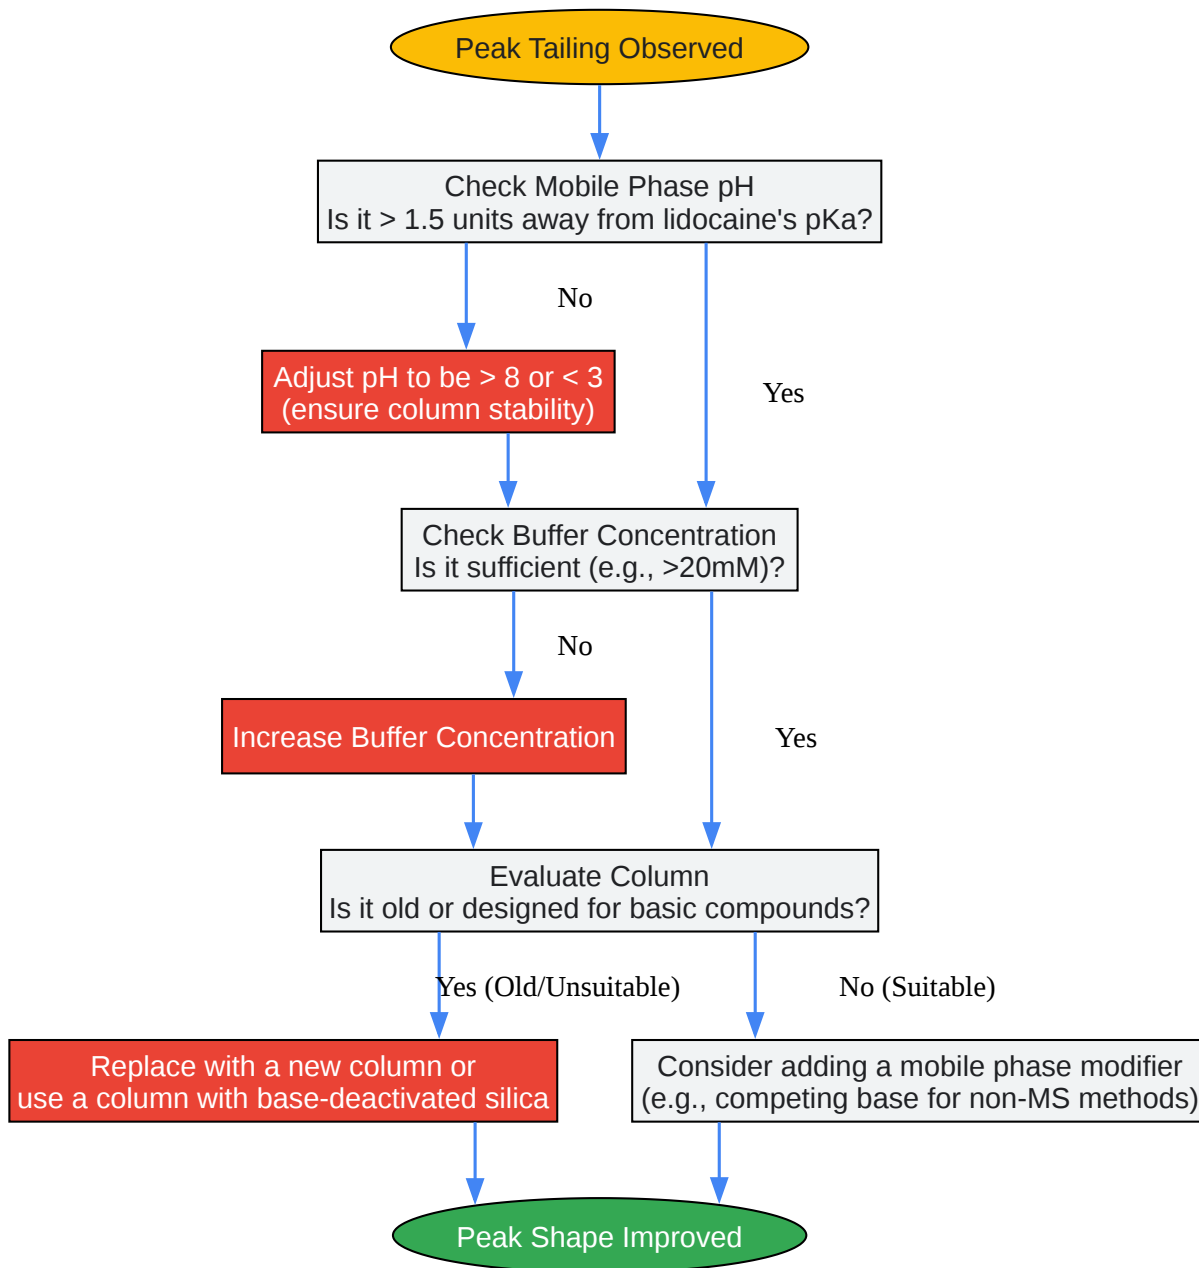 Peak Tailing Observed
Check Mobile Phase pH
Is it > 1.5 units away from lidocaine's pKa?
No
Adjust pH to be > 8 or < 3
(ensure column stability)
Yes
Check Buffer Concentration
Is it sufficient (e.g., >20mM)?
No
Increase Buffer Concentration
Yes
Evaluate Column
Is it old or designed for basic compounds?
Yes (Old/Unsuitable)
No (Suitable)
Replace with a new column or
use a column with base-deactivated silica
Consider adding a mobile phase modifier
(e.g., competing base for non-MS methods)
Peak Shape Improved